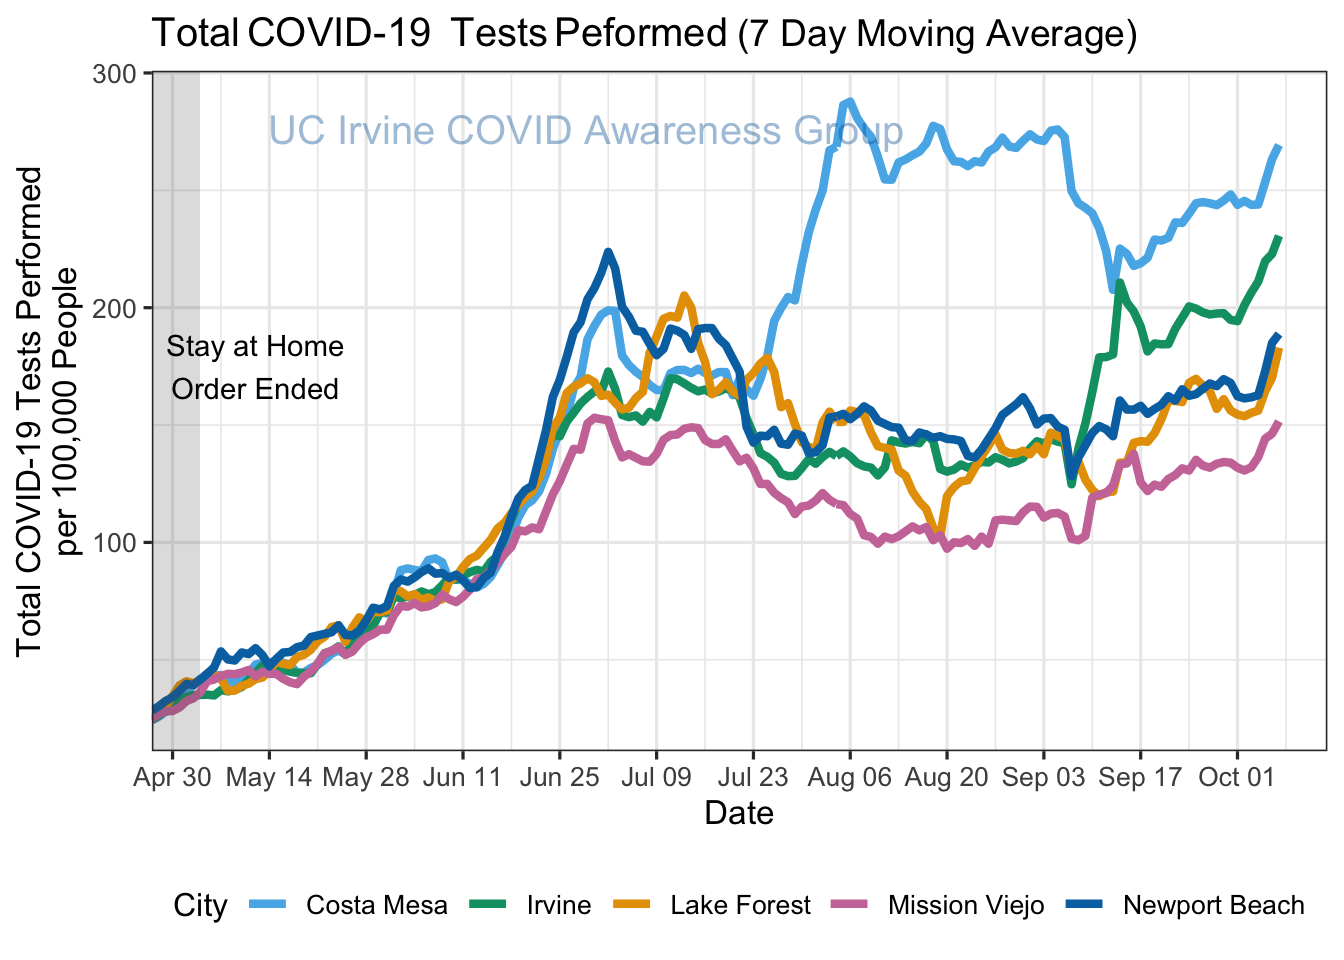 Total COVID-19  Tests Peformed (7 Day Moving Average)
UC Irvine COVID Awareness Group
Stay at Home
Order Ended
Total COVID-19 Tests Performed
per 100,000 People
300
200
100
Apr 30 May 14 May 28 Jun 11 Jun 25 Jul 09 Jul 23 Aug 06 Aug 20 Sep 03 Sep 17 Oct 01
Date
City Costa Mesa Irvine Lake Forest Mission Viejo Newport Beach